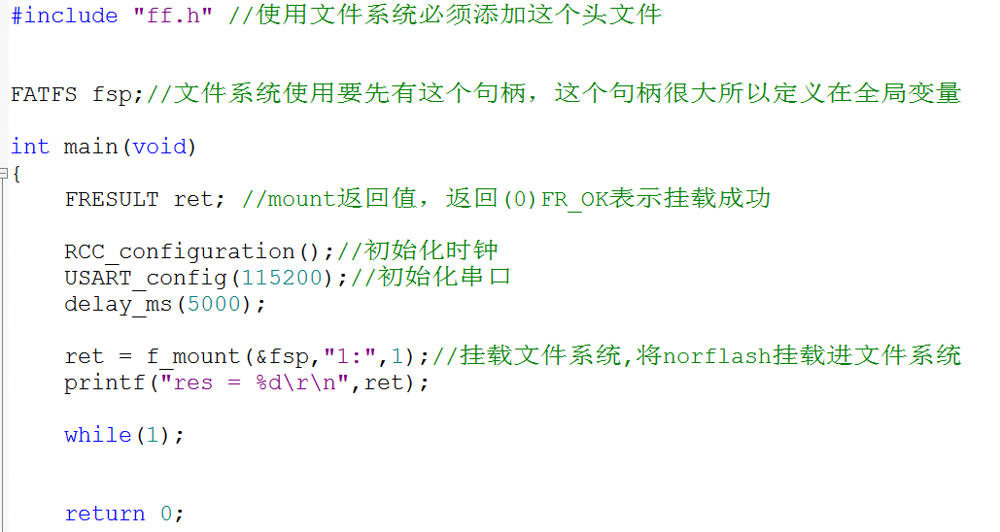 #include "ff.h" //使用文件系统必须添加这个头文件
FATFS fsp;//文件系统使用要先有这个句柄，这个句柄很大所以定义在全局变量
int main(void)
{
FRESULT ret; //mount返回值，返回(0)FR_OK表示挂载成功
RCC_configuration();//初始化时钟
USART_config(115200);//初始化串口
delay_ms(5000);
ret = f_mount(&fsp,"1:",1);//挂载文件系统,将norflash挂载进文件系统
printf("res = %d\r\n",ret);
while(1);
return 0;